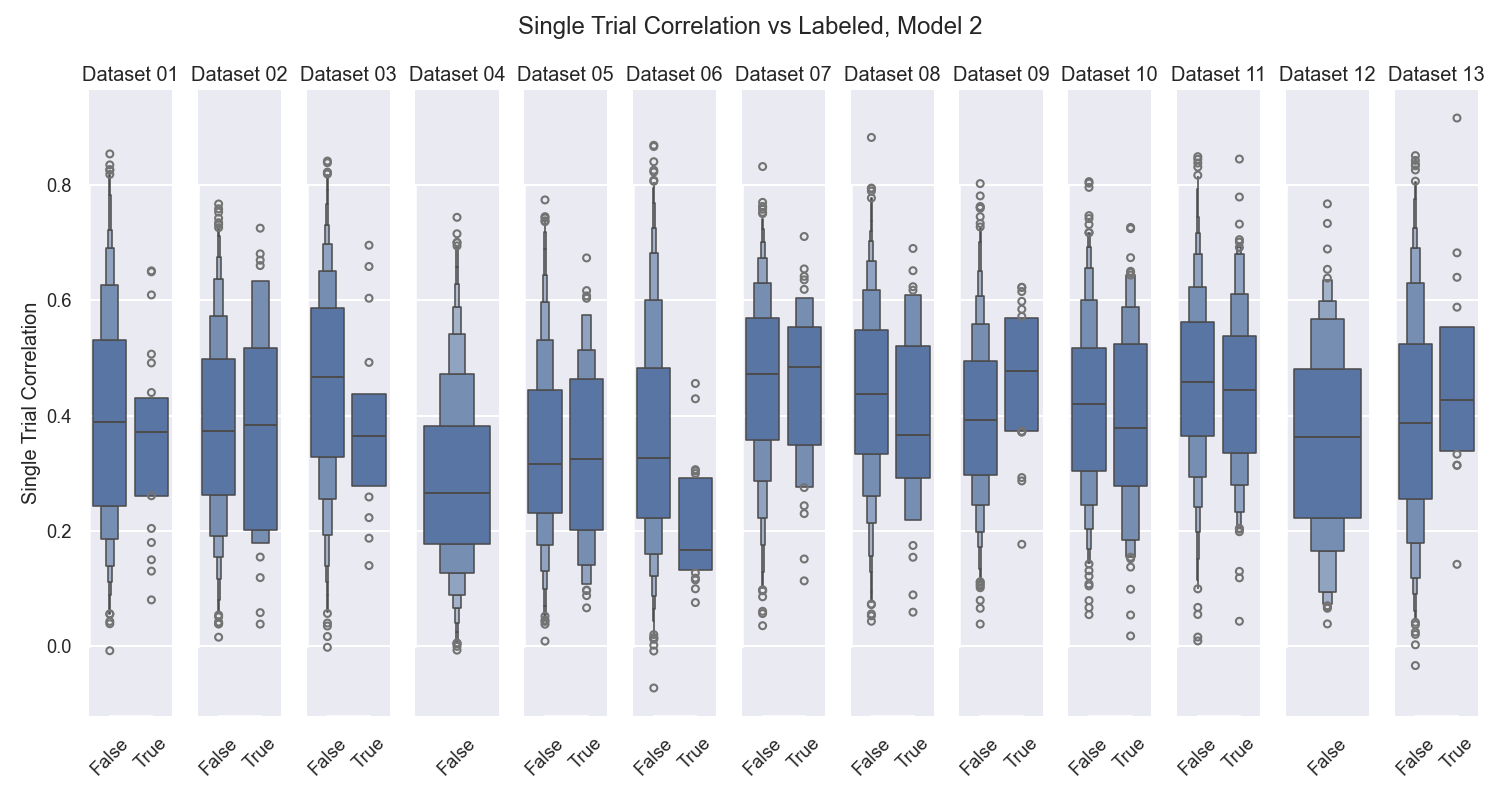 Single Trial Correlation vs Labeled, Model 2
Dataset 01 Dataset 02 Dataset 03 Dataset 04 Dataset 05 Dataset 06 Dataset 07 Dataset 08 Dataset 09 Dataset 10 Dataset 11 Dataset 12 Dataset 13
Single Trial Correlation
0.8
0.6
0.4
0.2
0.0
False True False True False True False False True False True False True False True False True False True False True False False True